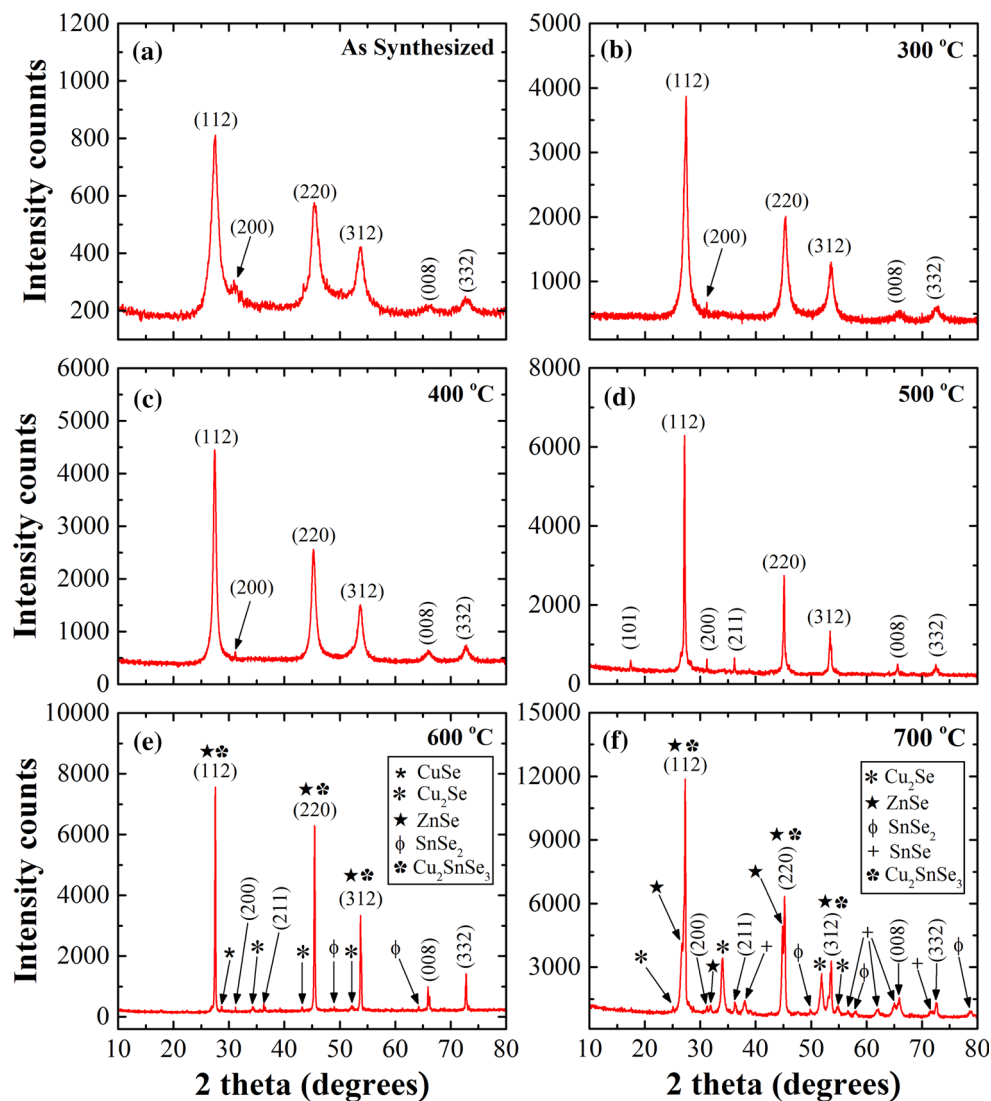 (a)
As Synthesized
Intensity counnts
1200
1000
800
600
400
200
(112)
(200)
(220)
(312)
(008)
(332)
(b)
300 °C
5000
4000
3000
2000
1000
0
(112)
(200)
(220)
(312)
(008)
(332)
(c)
400 °C
Intensity counts
6000
5000
4000
3000
2000
1000
0
(112)
(200)
(220)
(312)
(008)
(332)
(d)
500 °C
8000
6000
4000
2000
0
(101)
(112)
(200)
(211)
(220)
(312)
(008)
(332)
(e)
600 °C
Intensity counts
10000
8000
6000
4000
2000
0
★ ✽
(112)
* (200) * (211)
★ ✽
(220)
* ϕ *
★ ✽
(312)
ϕ (008)
(332)
* CuSe
* Cu₂Se
★ ZnSe
ϕ SnSe₂
✽ Cu₂SnSe₃
10 20 30 40 50 60 70 80
2 theta (degrees)
(f)
700 °C
15000
12000
9000
6000
3000
0
★ ✽
(112)
* ★ (200) ★ * (211) +
★ ✽
★ (220)
ϕ *
★ ✽
(312)
* + ϕ (008) + (332) ϕ
* Cu₂Se
★ ZnSe
ϕ SnSe₂
+ SnSe
✽ Cu₂SnSe₃
10 20 30 40 50 60 70 80
2 theta (degrees)